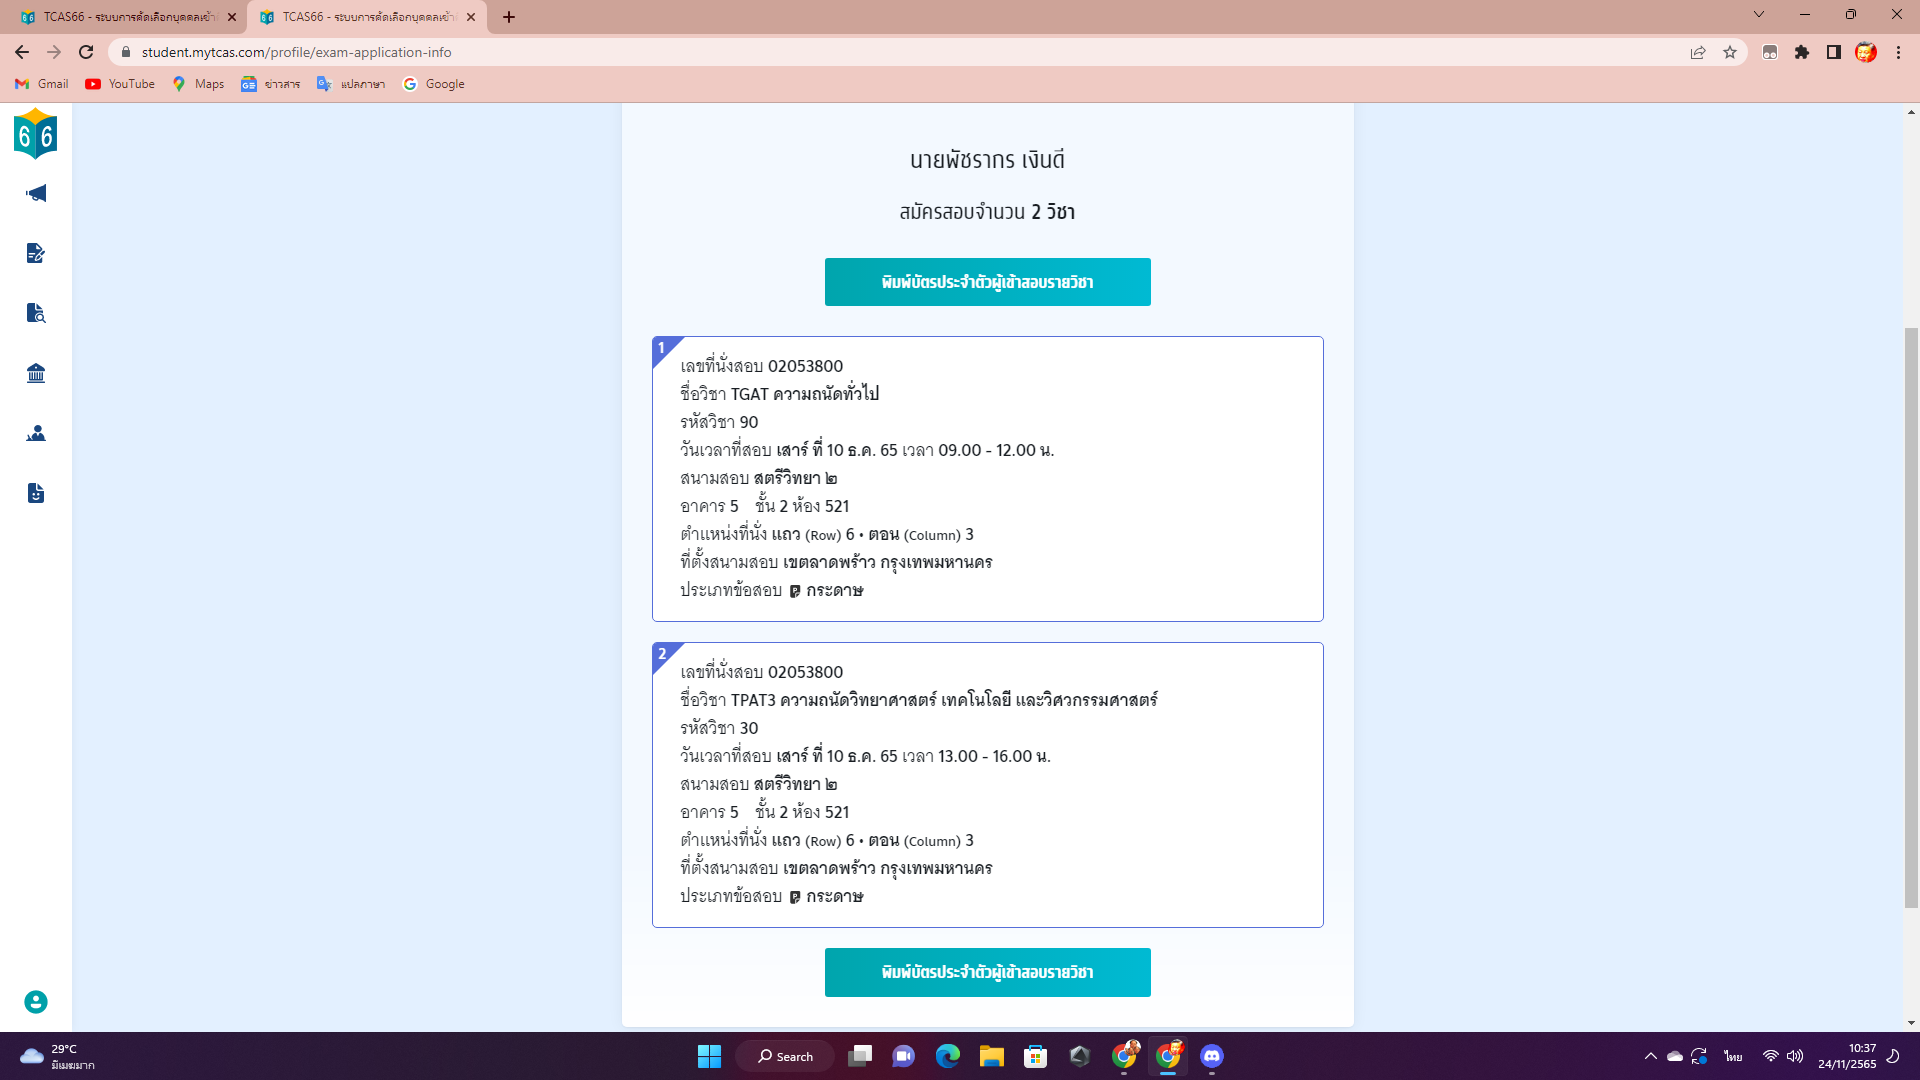 TCAS66 - ระบบการคัดเลือกบุคคลเข้า
TCAS66 - ระบบการคัดเลือกบุคคลเข้า
student.mytcas.com/profile/exam-application-info
Gmail YouTube Maps ข่าวสาร แปลภาษา Google
66
นายพัชรากร เงินดี
สมัครสอบจำนวน 2 วิชา
พิมพ์บัตรประจำตัวผู้เข้าสอบรายวิชา
1
เลขที่นั่งสอบ 02053800
ชื่อวิชา TGAT ความถนัดทั่วไป
รหัสวิชา 90
วันเวลาที่สอบ เสาร์ ที่ 10 ธ.ค. 65 เวลา 09.00 - 12.00 น.
สนามสอบ สตรีวิทยา ๒
อาคาร 5 ชั้น 2 ห้อง 521
ตำแหน่งที่นั่ง แถว (Row) 6 • ตอน (Column) 3
ที่ตั้งสนามสอบ เขตลาดพร้าว กรุงเทพมหานคร
ประเภทข้อสอบ กระดาษ
2
เลขที่นั่งสอบ 02053800
ชื่อวิชา TPAT3 ความถนัดวิทยาศาสตร์ เทคโนโลยี และวิศวกรรมศาสตร์
รหัสวิชา 30
วันเวลาที่สอบ เสาร์ ที่ 10 ธ.ค. 65 เวลา 13.00 - 16.00 น.
สนามสอบ สตรีวิทยา ๒
อาคาร 5 ชั้น 2 ห้อง 521
ตำแหน่งที่นั่ง แถว (Row) 6 • ตอน (Column) 3
ที่ตั้งสนามสอบ เขตลาดพร้าว กรุงเทพมหานคร
ประเภทข้อสอบ กระดาษ
พิมพ์บัตรประจำตัวผู้เข้าสอบรายวิชา
29°C
มีเมฆมาก
Search
ไทย
10:37
24/11/2565